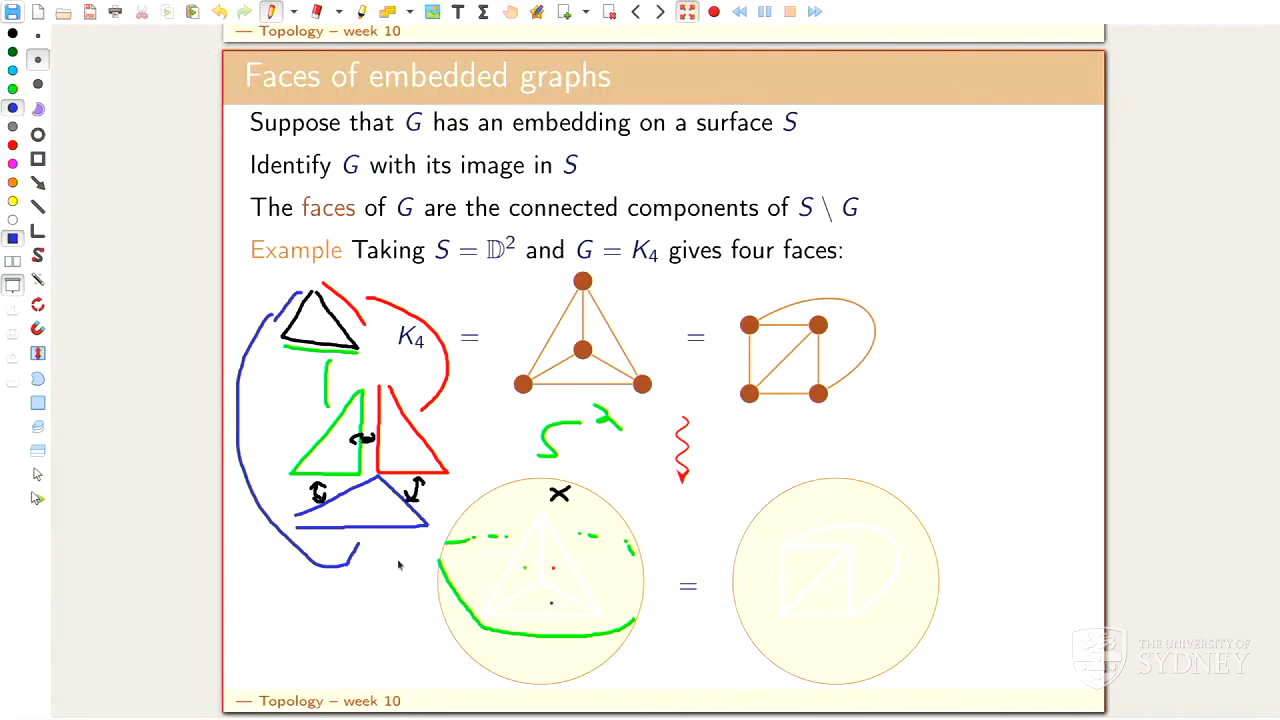 — Topology – week 10
Faces of embedded graphs
Suppose that G has an embedding on a surface S
Identify G with its image in S
The faces of G are the connected components of S \ G
Example Taking S = 𝔻² and G = K₄ gives four faces:
K₄ = =
S²
x
=
— Topology – week 10
THE UNIVERSITY OF
SYDNEY